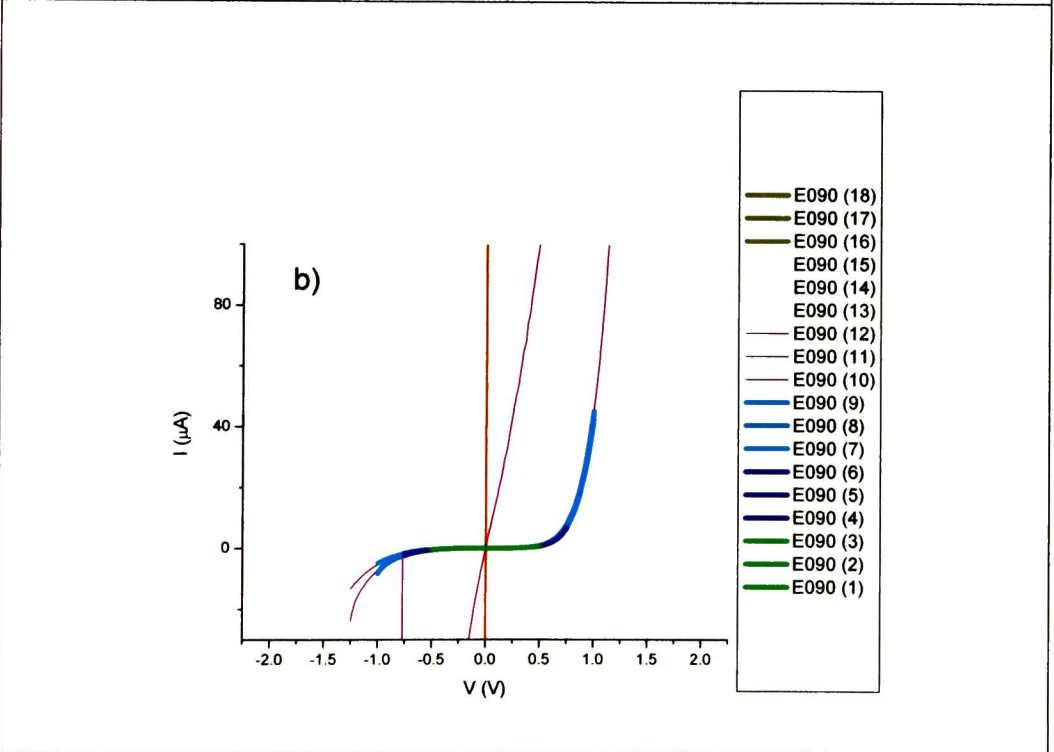 b)
80
40
0
I (µA)
-2.0 -1.5 -1.0 -0.5 0.0 0.5 1.0 1.5 2.0
V (V)
E090 (18)
E090 (17)
E090 (16)
E090 (15)
E090 (14)
E090 (13)
E090 (12)
E090 (11)
E090 (10)
E090 (9)
E090 (8)
E090 (7)
E090 (6)
E090 (5)
E090 (4)
E090 (3)
E090 (2)
E090 (1)